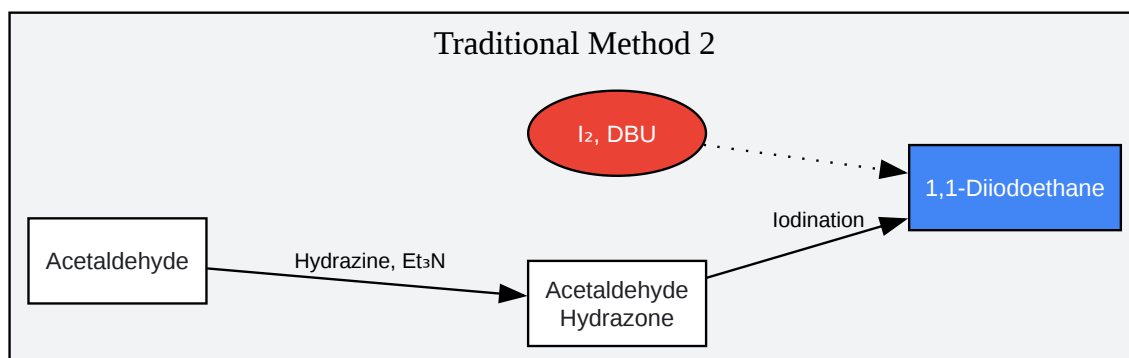 Traditional Method 2
I₂, DBU
1,1-Diiodoethane
Iodination
Acetaldehyde
Hydrazine, Et₃N
Acetaldehyde
Hydrazone